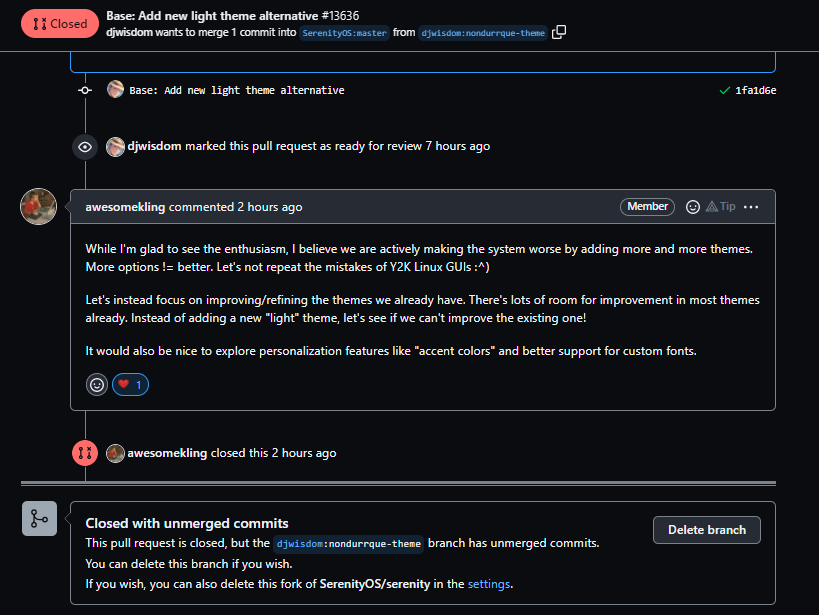 Closed
Base: Add new light theme alternative #13636
djwisdom wants to merge 1 commit into SerenityOS:master from djwisdom:nondurrque-theme
Base: Add new light theme alternative 1fa1d6e
djwisdom marked this pull request as ready for review 7 hours ago
awesomekling commented 2 hours ago Member Tip
While I'm glad to see the enthusiasm, I believe we are actively making the system worse by adding more and more themes.
More options != better. Let's not repeat the mistakes of Y2K Linux GUIs :^)
Let's instead focus on improving/refining the themes we already have. There's lots of room for improvement in most themes
already. Instead of adding a new "light" theme, let's see if we can't improve the existing one!
It would also be nice to explore personalization features like "accent colors" and better support for custom fonts.
1
awesomekling closed this 2 hours ago
Closed with unmerged commits
This pull request is closed, but the djwisdom:nondurrque-theme branch has unmerged commits.
You can delete this branch if you wish.
If you wish, you can also delete this fork of SerenityOS/serenity in the settings.
Delete branch